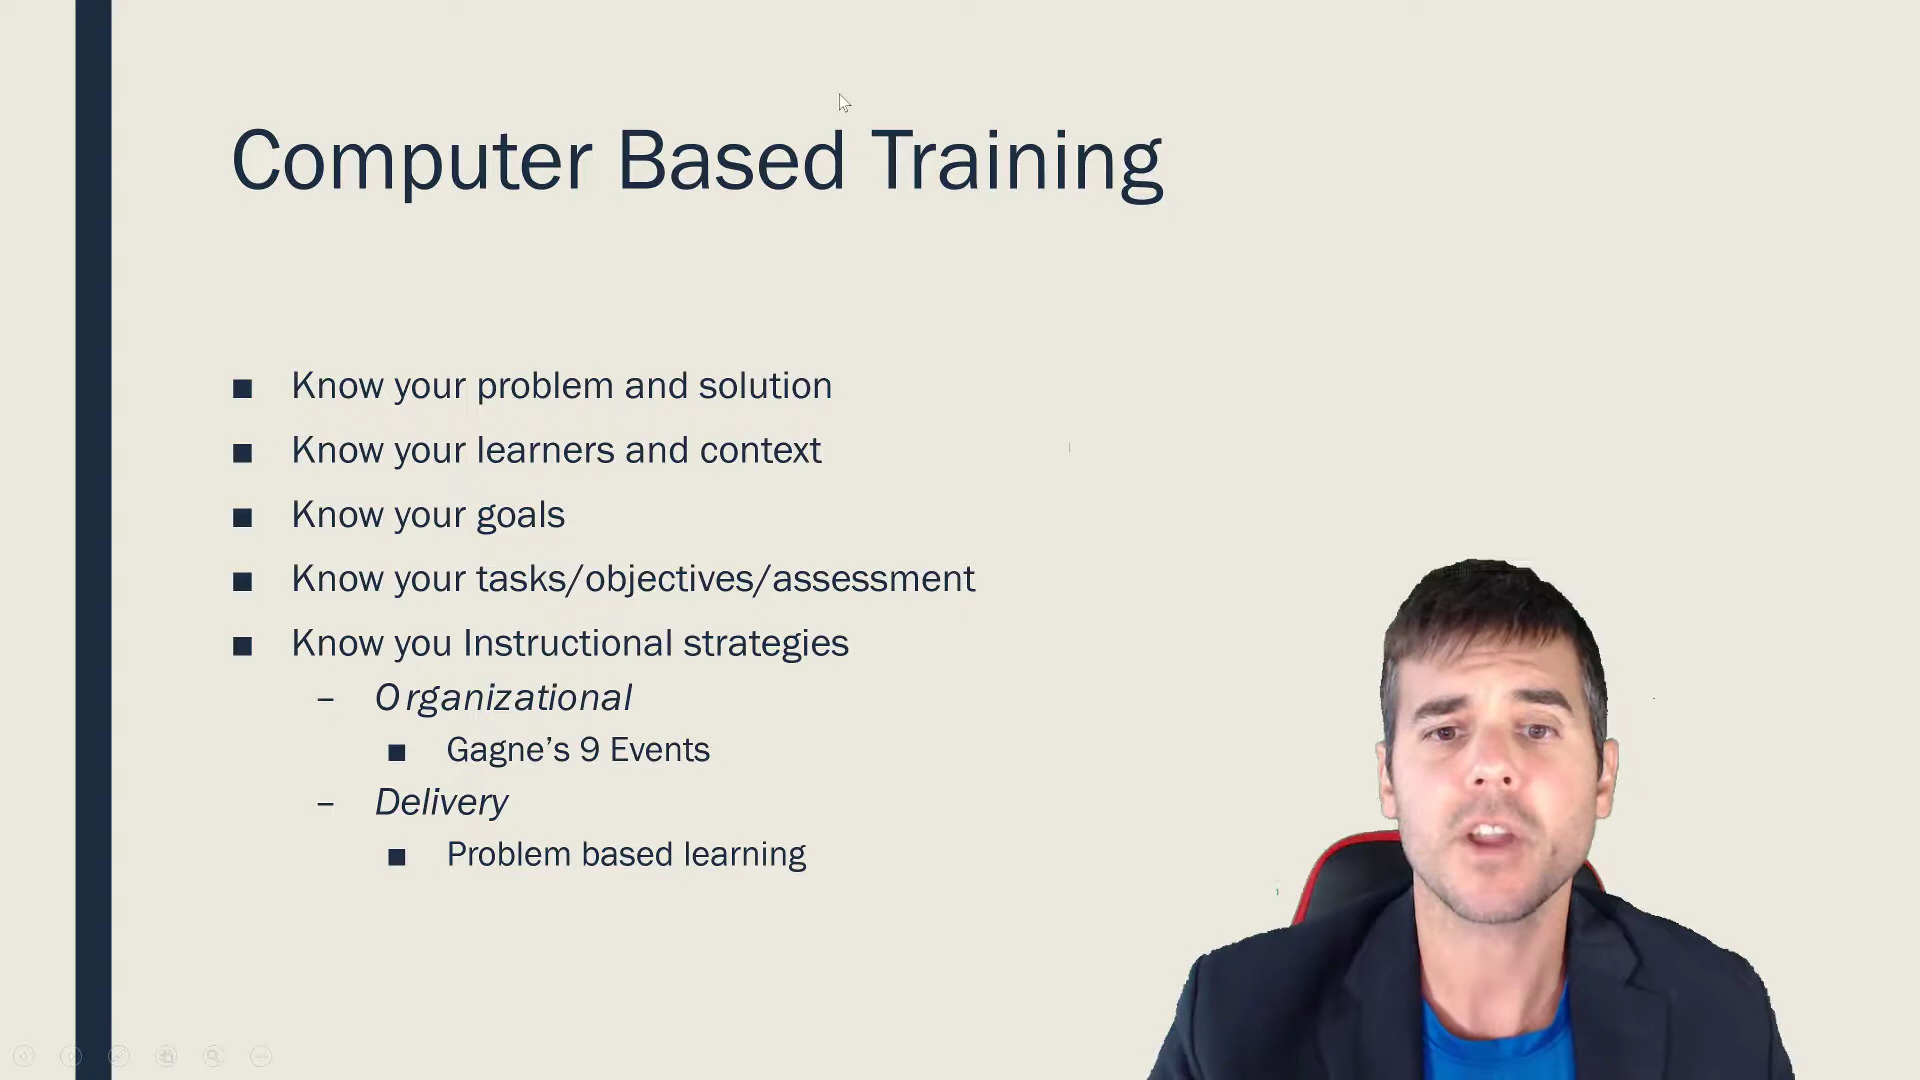 Computer Based Training
Know your problem and solution
Know your learners and context
Know your goals
Know your tasks/objectives/assessment
Know you Instructional strategies
– Organizational
Gagne’s 9 Events
– Delivery
Problem based learning